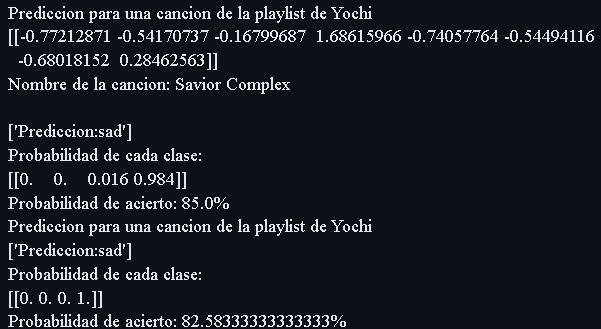 Prediccion para una cancion de la playlist de Yochi
[[-0.77212871 -0.54170737 -0.16799687 1.68615966 -0.74057764 -0.54494116
-0.68018152 0.28462563]]
Nombre de la cancion: Savior Complex
['Prediccion:sad']
Probabilidad de cada clase:
[[0. 0. 0.016 0.984]]
Probabilidad de acierto: 85.0%
Prediccion para una cancion de la playlist de Yochi
['Prediccion:sad']
Probabilidad de cada clase:
[[0. 0. 0. 1.]]
Probabilidad de acierto: 82.58333333333333%